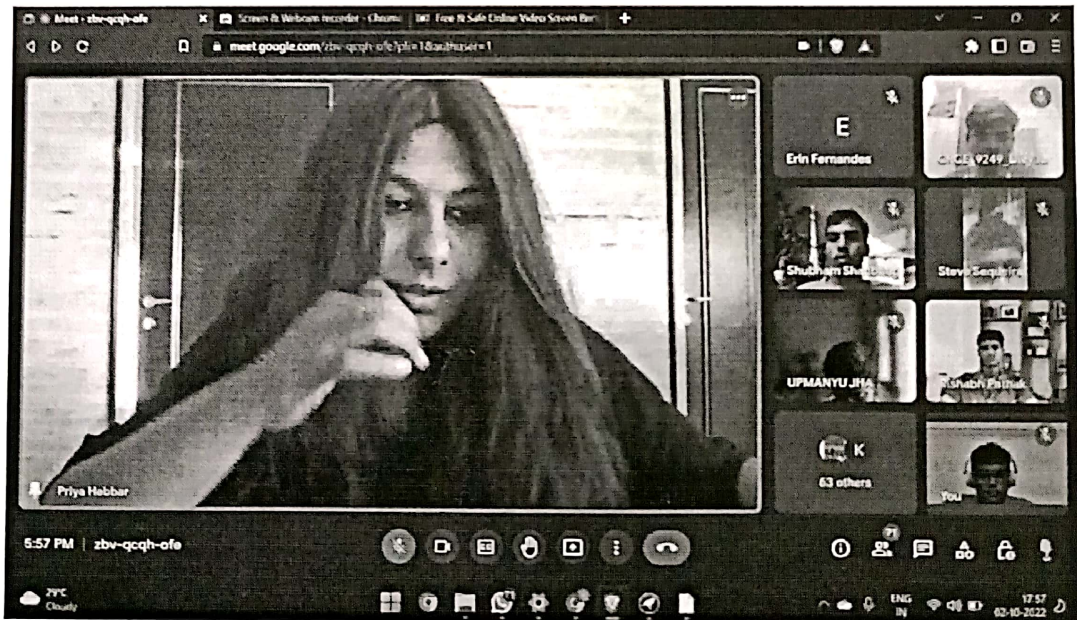 Meet - zbv-qcqh-ofe
Screen & Webcam recorder - Chrome
Free & Safe Online Video Screen Rec
meet.google.com/zbv-qcqh-ofe?pli=1&authuser=1
E
Erin Fernandes
Shubham
Steve Sequeira
UPMANYU JHA
Rishabh Pathak
K
63 others
You
Priya Hebbar
5:57 PM | zbv-qcqh-ofe
71
29°C
Cloudy
ENG
IN
17:57
02-10-2022